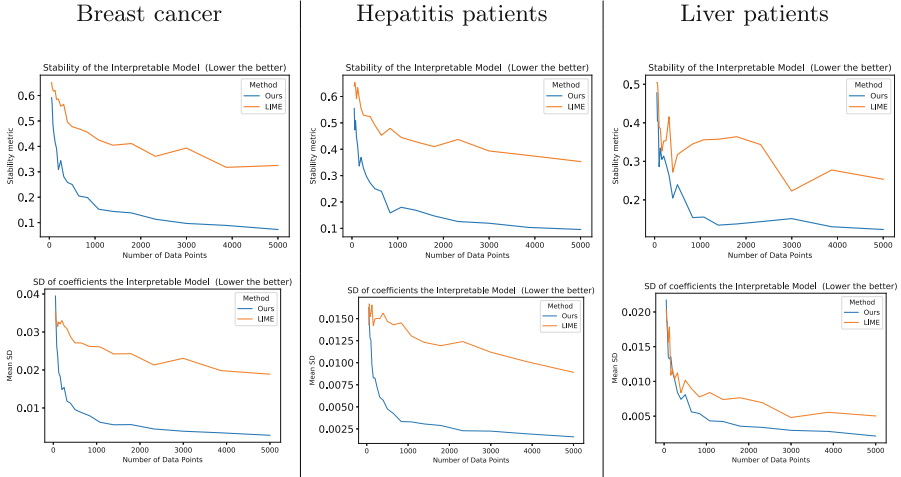 Breast cancer
Hepatitis patients
Liver patients
Stability of the Interpretable Model (Lower the better)
Stability metric
0.6
0.5
0.4
0.3
0.2
0.1
Method
Ours
LIME
0 1000 2000 3000 4000 5000
Number of Data Points
Stability of the Interpretable Model (Lower the better)
Stability metric
0.6
0.5
0.4
0.3
0.2
0.1
Method
Ours
LIME
0 1000 2000 3000 4000 5000
Number of Data Points
Stability of the Interpretable Model (Lower the better)
Stability metric
0.5
0.4
0.3
0.2
Method
Ours
LIME
0 1000 2000 3000 4000 5000
Number of Data Points
SD of coefficients the Interpretable Model (Lower the better)
Mean SD
0.04
0.03
0.02
0.01
Method
Ours
LIME
0 1000 2000 3000 4000 5000
Number of Data Points
SD of coefficients the Interpretable Model (Lower the better)
Mean SD
0.0150
0.0125
0.0100
0.0075
0.0050
0.0025
Method
Ours
LIME
0 1000 2000 3000 4000 5000
Number of Data Points
SD of coefficients the Interpretable Model (Lower the better)
Mean SD
0.020
0.015
0.010
0.005
Method
Ours
LIME
0 1000 2000 3000 4000 5000
Number of Data Points